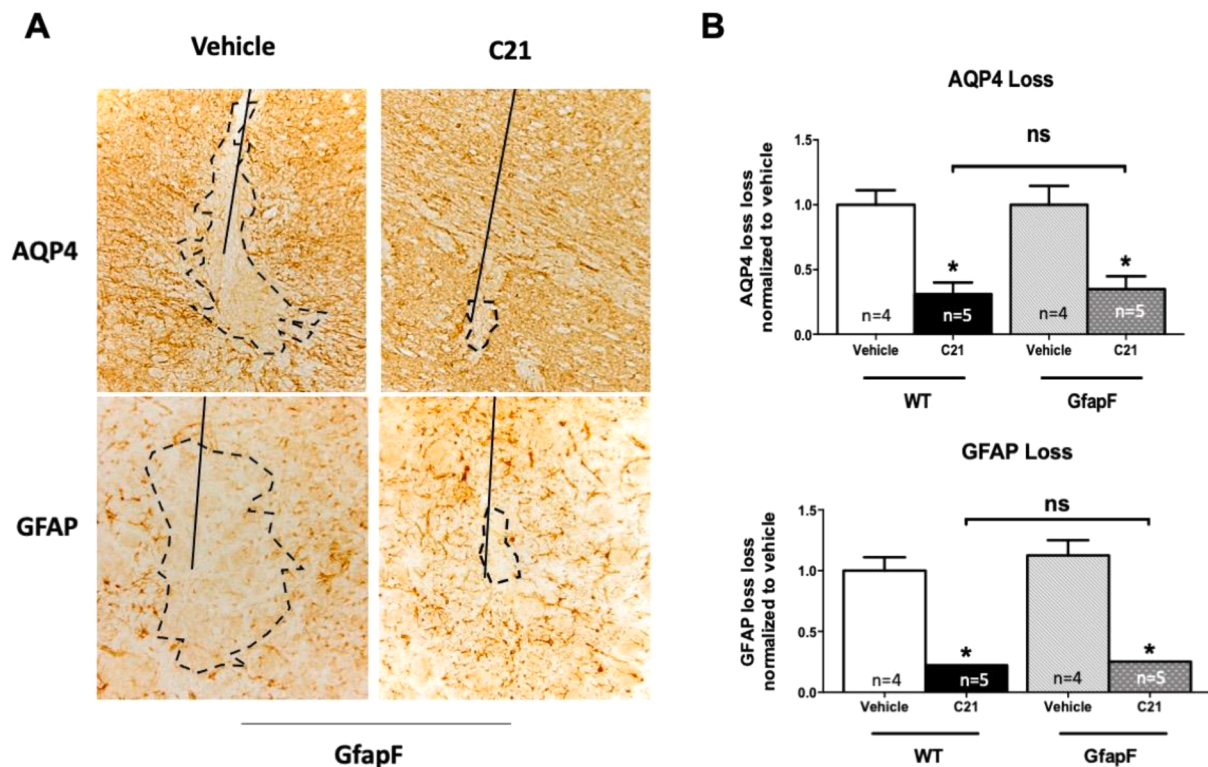 A
Vehicle
C21
AQP4
GFAP
GfapF
B
AQP4 Loss
AQP4 loss loss
normalized to vehicle
1.5
1.0
0.5
0.0
ns
*
*
n=4
n=5
n=4
n=5
Vehicle
C21
Vehicle
C21
WT
GfapF
GFAP Loss
GFAP loss loss
normalized to vehicle
1.5
1.0
0.5
0.0
ns
*
*
n=4
n=5
n=4
n=5
Vehicle
C21
Vehicle
C21
WT
GfapF